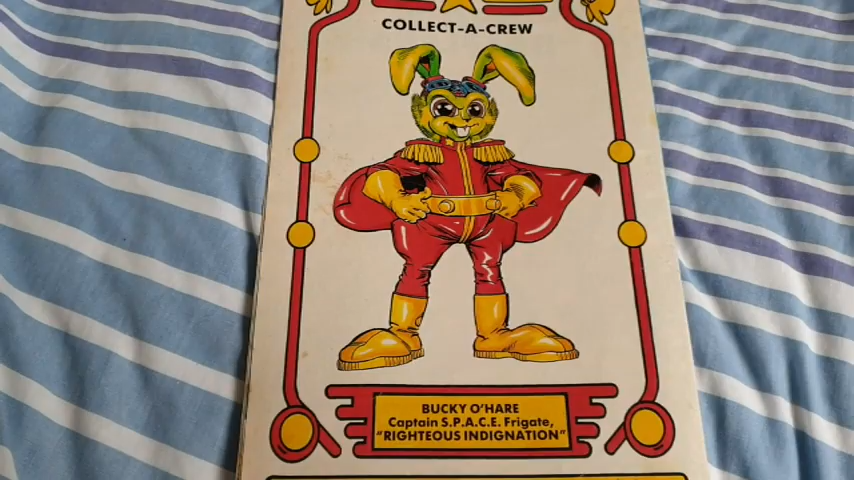 COLLECT-A-CREW
BUCKY O'HARE
Captain S.P.A.C.E. Frigate,
"RIGHTEOUS INDIGNATION"